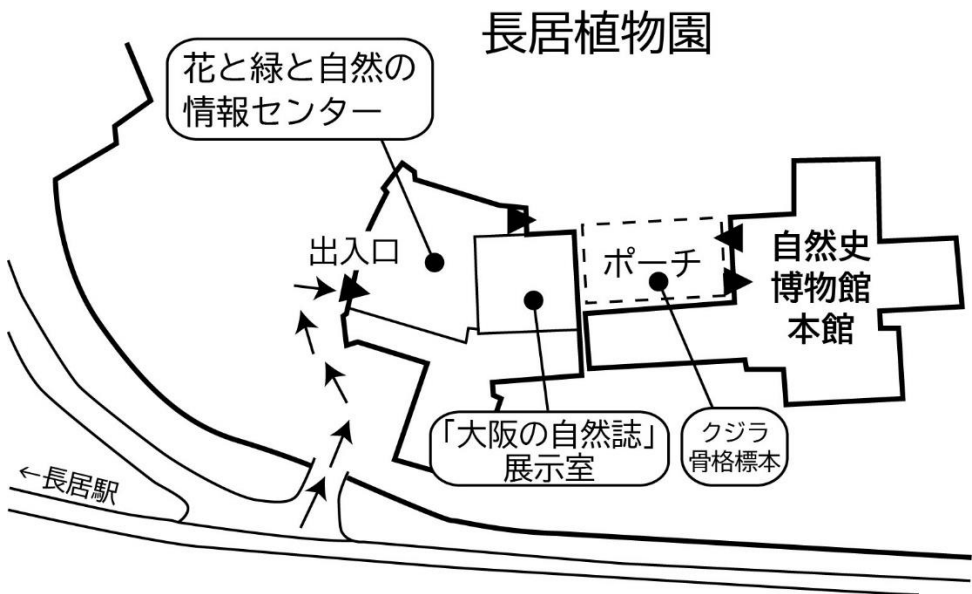 長居植物園
花と緑と自然の
情報センター
出入口
ポーチ
自然史
博物館
本館
「大阪の自然誌」
展示室
クジラ
骨格標本
←長居駅